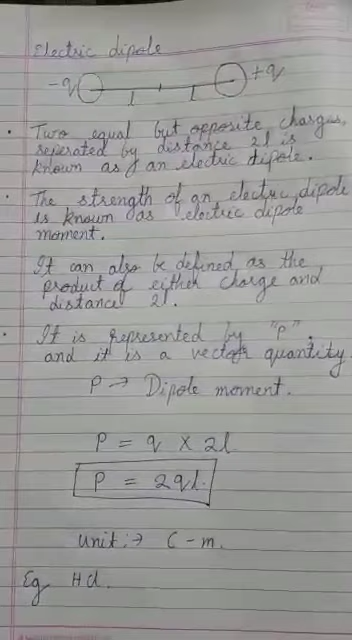 Electric dipole
-q +q
l l
• Two equal but opposite charges,
seperated by distance 2l is
known as an electric dipole.
• The strength of an electric dipole
is known as electric dipole
moment.
It can also be defined as the
product of either charge and
distance 2l.
• It is represented by "P".
and it is a vector quantity.
P → Dipole moment.
P = q × 2l
P = 2ql.
Unit :→ C - m.
Eg HCl.